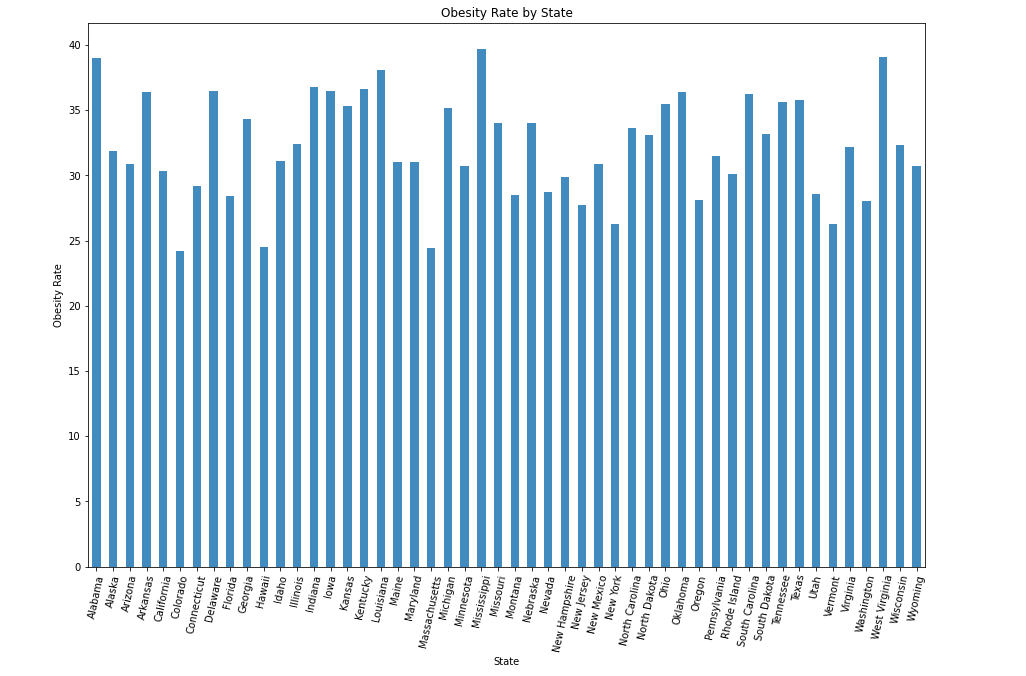 Obesity Rate by State
Obesity Rate
40
35
30
25
20
15
10
5
0
Alabama
Alaska
Arizona
Arkansas
California
Colorado
Connecticut
Delaware
Florida
Georgia
Hawaii
Idaho
Illinois
Indiana
Iowa
Kansas
Kentucky
Louisiana
Maine
Maryland
Massachusetts
Michigan
Minnesota
Mississippi
Missouri
Montana
Nebraska
Nevada
New Hampshire
New Jersey
New Mexico
New York
North Carolina
North Dakota
Ohio
Oklahoma
Oregon
Pennsylvania
Rhode Island
South Carolina
South Dakota
Tennessee
Texas
Utah
Vermont
Virginia
Washington
West Virginia
Wisconsin
Wyoming
State